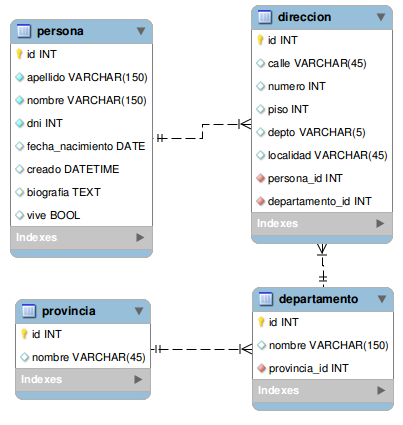 persona
id INT
apellido VARCHAR(150)
nombre VARCHAR(150)
dni INT
fecha_nacimiento DATE
creado DATETIME
biografia TEXT
vive BOOL
Indexes
direccion
id INT
calle VARCHAR(45)
numero INT
piso INT
depto VARCHAR(5)
localidad VARCHAR(45)
persona_id INT
departamento_id INT
Indexes
provincia
id INT
nombre VARCHAR(45)
Indexes
departamento
id INT
nombre VARCHAR(150)
provincia_id INT
Indexes